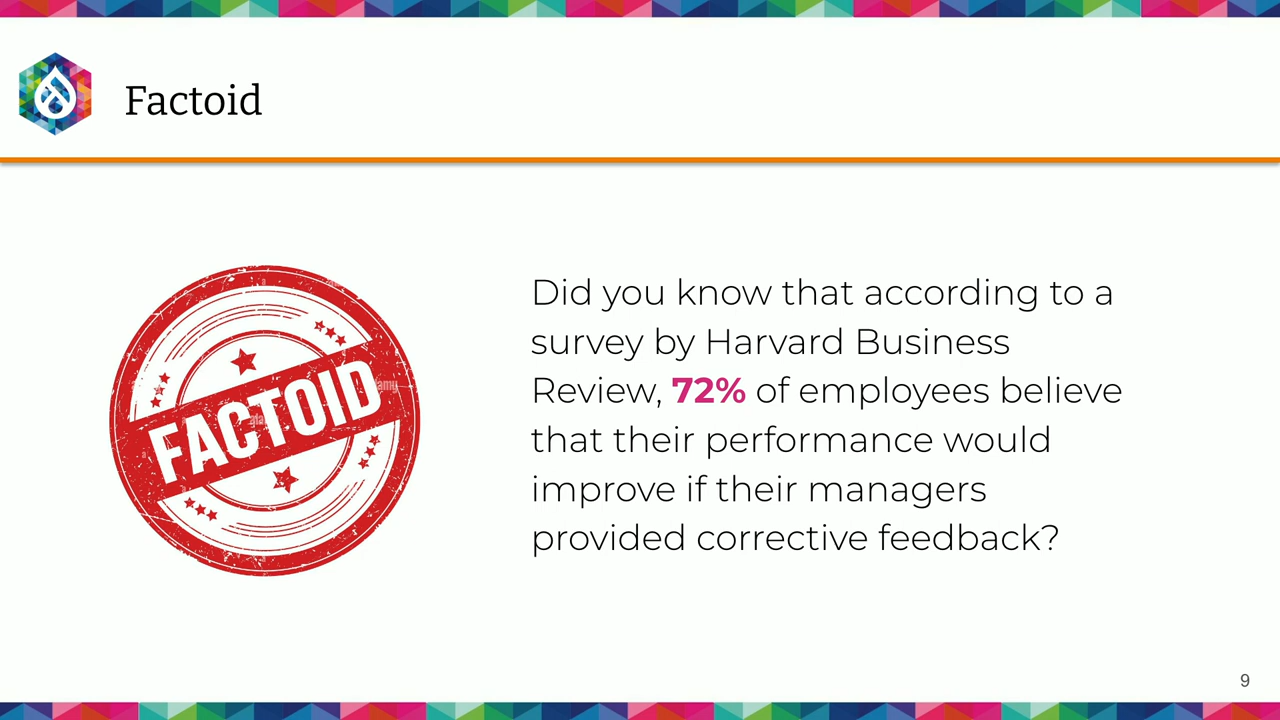 Factoid
FACTOID
Did you know that according to a
survey by Harvard Business
Review, 72% of employees believe
that their performance would
improve if their managers
provided corrective feedback?
9